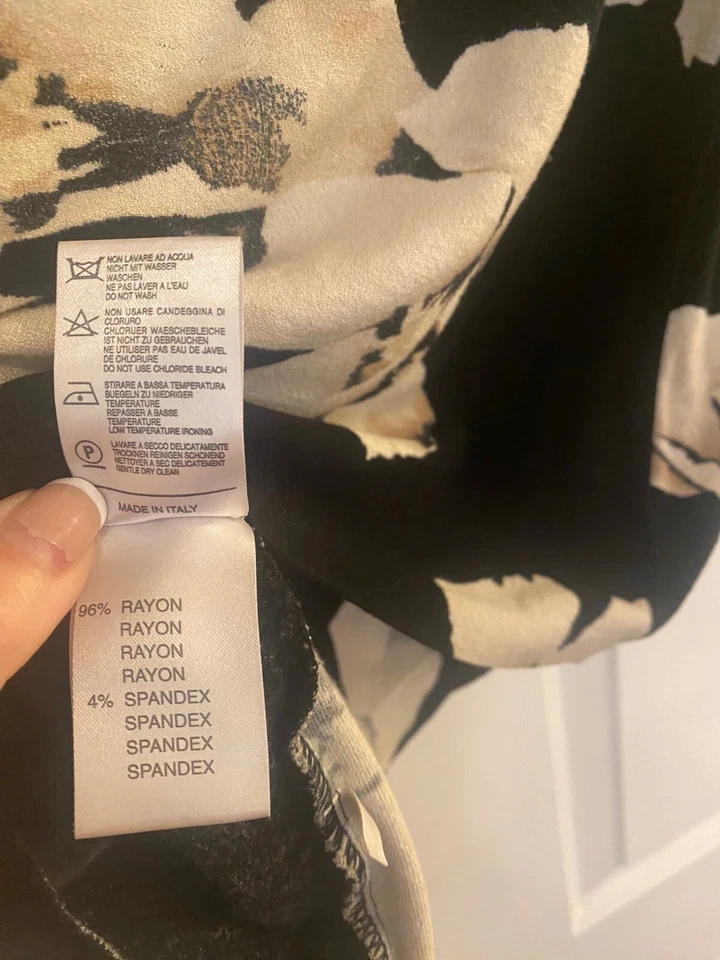 NON LAVARE AD ACQUA
NICHT MIT WASSER
WASCHEN
NE PAS LAVER A L'EAU
DO NOT WASH
NON USARE CANDEGGINA DI
CLORURO
CHLORUER WAESCHEBLEICHE
IST NICHT ZU GEBRAUCHEN
NE UTILISER PAS EAU DE JAVEL
DE CHLORURE
DO NOT USE CHLORIDE BLEACH
STIRARE A BASSA TEMPERATURA
BUEGELN ZU NIEDRIGER
TEMPERATURE
REPASSER A BASSE
TEMPERATURE
LOW TEMPERATURE IRONING
P
LAVARE A SECCO DELICATAMENTE
TROCKNEN REINIGEN SCHONEND
NETTOYER A SEC DELICATEMENT
GENTLE DRY CLEAN
MADE IN ITALY
96% RAYON
RAYON
RAYON
RAYON
4% SPANDEX
SPANDEX
SPANDEX
SPANDEX